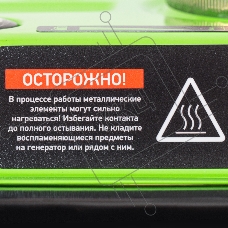 ОСТОРОЖНО!
В процессе работы металлические
элементы могут сильно
нагреваться! Избегайте контакта
до полного остывания. Не кладите
воспламеняющиеся предметы
на генератор или рядом с ним.